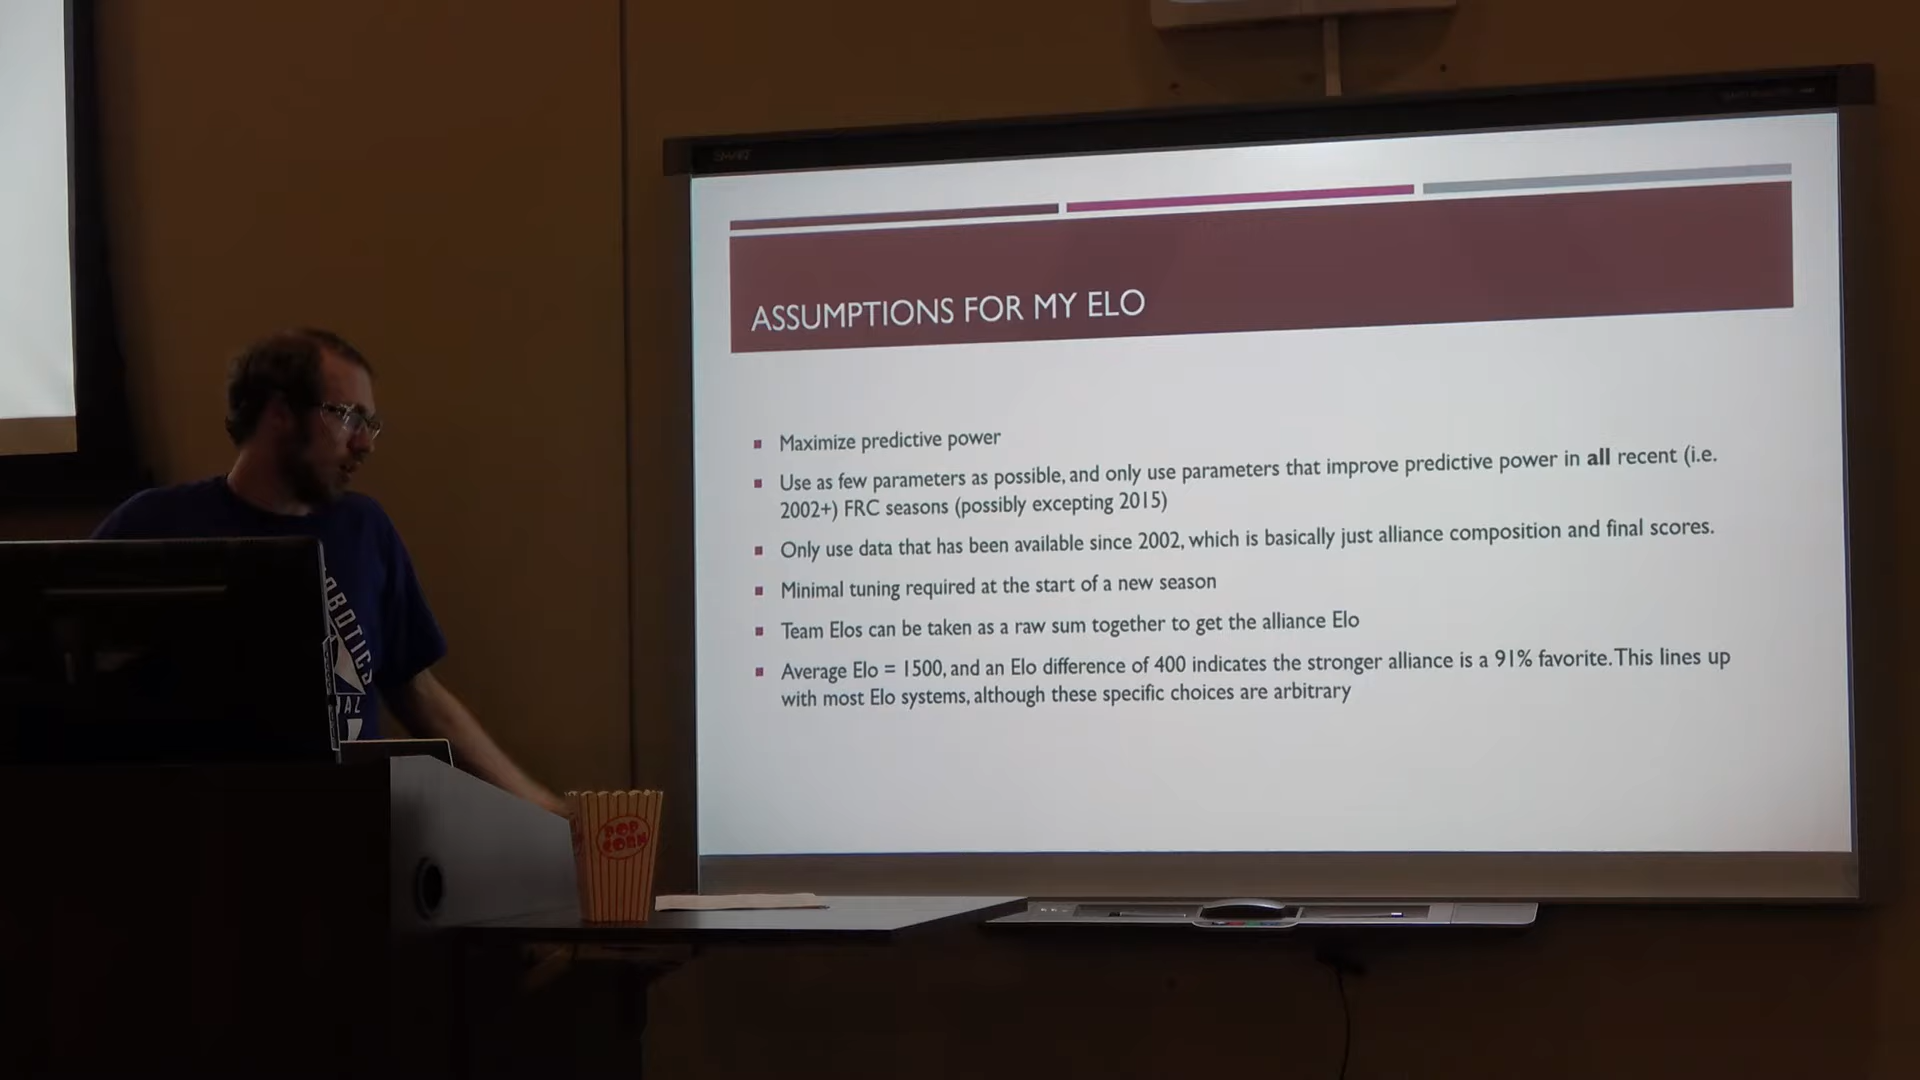 SMART
ASSUMPTIONS FOR MY ELO
Maximize predictive power
Use as few parameters as possible, and only use parameters that improve predictive power in all recent (i.e.
2002+) FRC seasons (possibly excepting 2015)
Only use data that has been available since 2002, which is basically just alliance composition and final scores.
Minimal tuning required at the start of a new season
Team Elos can be taken as a raw sum together to get the alliance Elo
Average Elo = 1500, and an Elo difference of 400 indicates the stronger alliance is a 91% favorite. This lines up
with most Elo systems, although these specific choices are arbitrary
OBOTICS
AL
POP
CORN